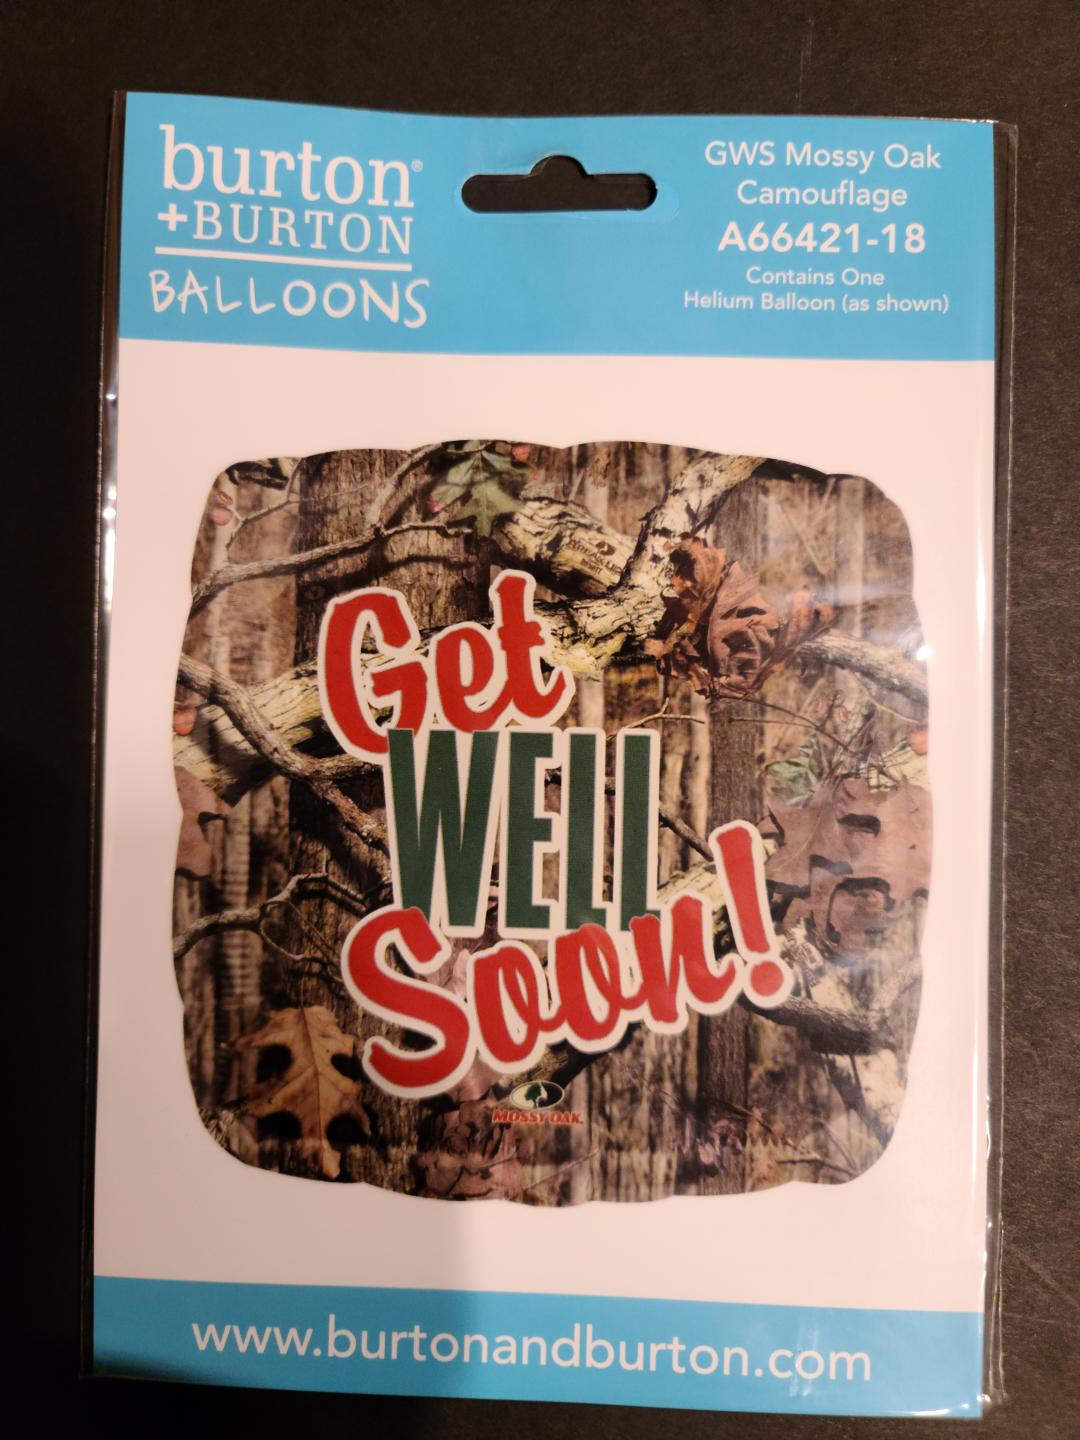 burton®
+BURTON
BALLOONS
GWS Mossy Oak
Camouflage
A66421-18
Contains One
Helium Balloon (as shown)
Get
WELL
Soon!
MOSSY OAK.
www.burtonandburton.com